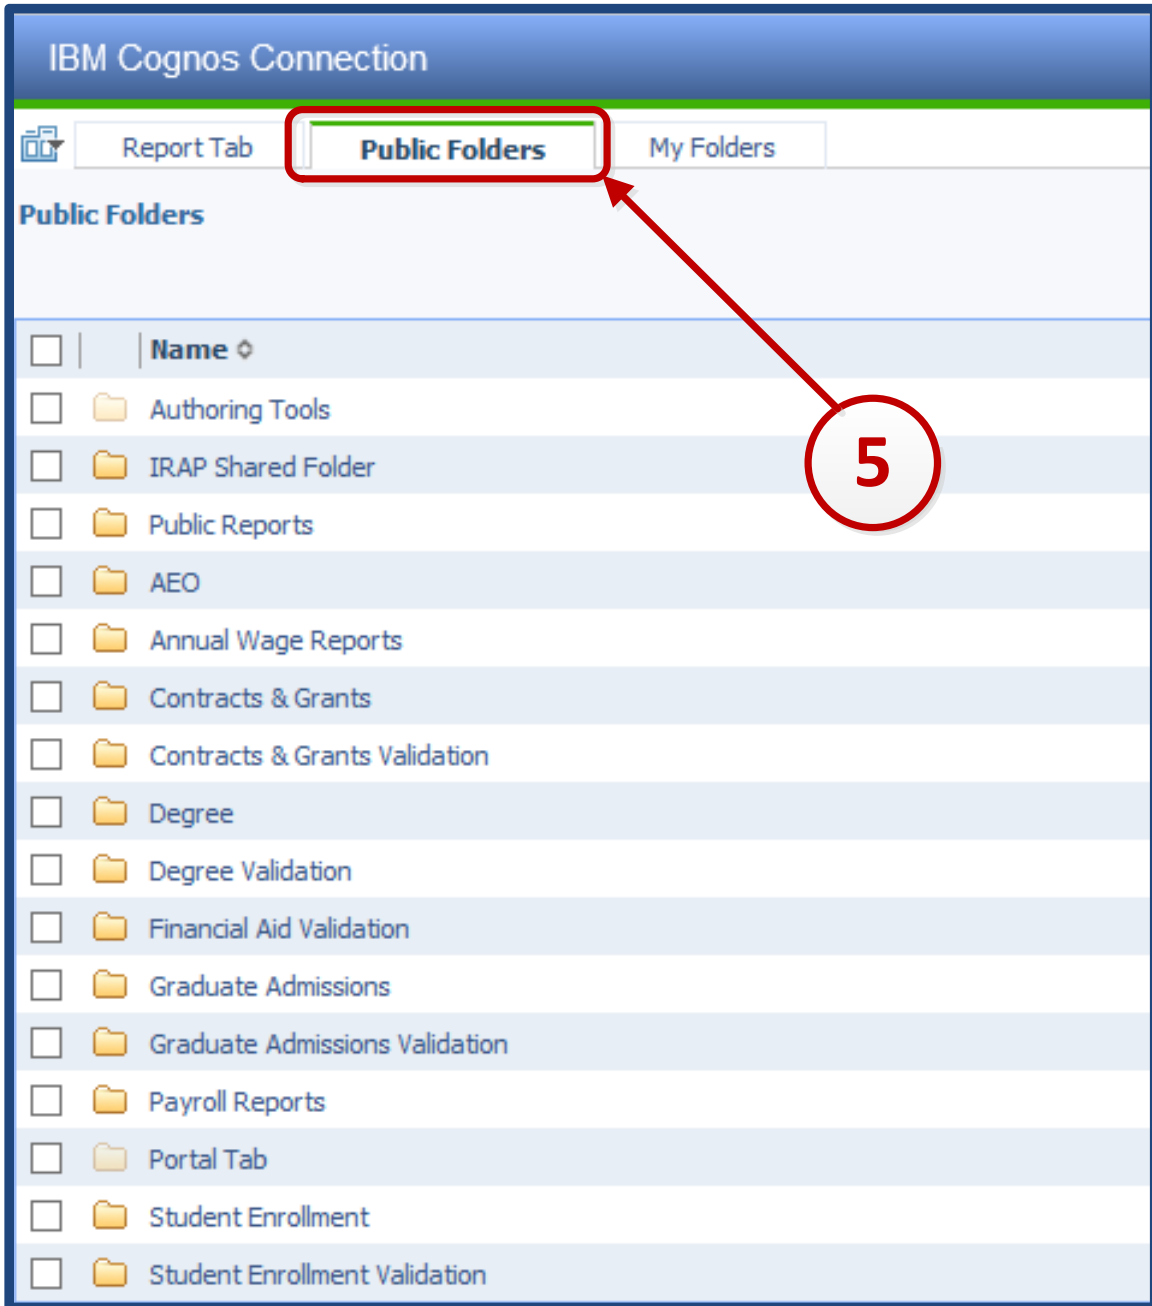 IBM Cognos Connection
Report Tab Public Folders My Folders
Public Folders
Name
Authoring Tools
IRAP Shared Folder
5
Public Reports
AEO
Annual Wage Reports
Contracts & Grants
Contracts & Grants Validation
Degree
Degree Validation
Financial Aid Validation
Graduate Admissions
Graduate Admissions Validation
Payroll Reports
Portal Tab
Student Enrollment
Student Enrollment Validation